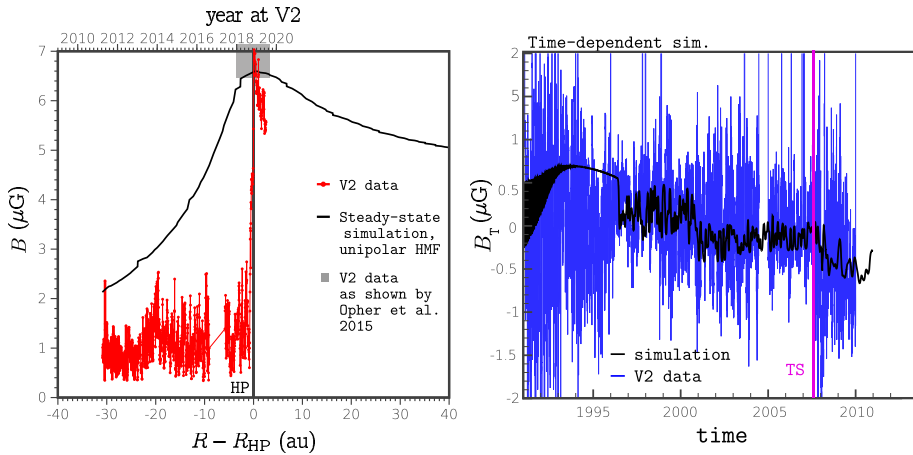 year at V2
2010 2012 2014 2016 2018 2020
7
6
5
4
3
2
1
0
B (μG)
V2 data
Steady-state
simulation,
unipolar HMF
V2 data
as shown by
Opher et al.
2015
HP
-40 -30 -20 -10 0 10 20 30 40
R − R_HP (au)
Time-dependent sim.
2
1.5
1
0.5
0
-0.5
-1
-1.5
-2
B_T (μG)
simulation
V2 data
TS
1995 2000 2005 2010
time